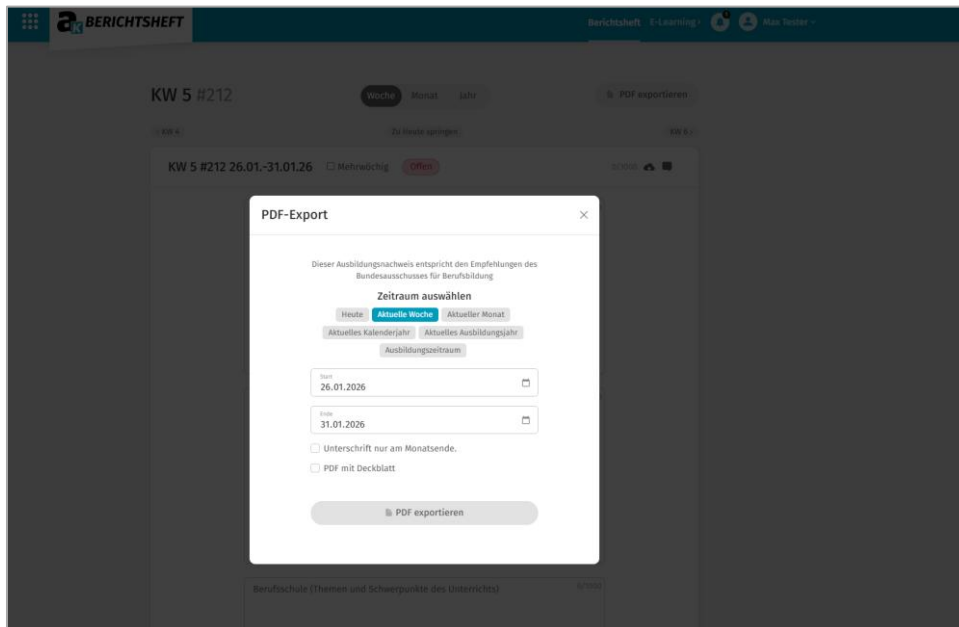 aK BERICHTSHEFT
Berichtsheft E-Learning Max Tester
KW 5 #212
Woche Monat Jahr
PDF exportieren
‹ KW 4 Zu Heute springen KW 6 ›
KW 5 #212 26.01.-31.01.26 Mehrwöchig Offen
PDF-Export
Dieser Ausbildungsnachweis entspricht den Empfehlungen des
Bundesausschusses für Berufsbildung
Zeitraum auswählen
Heute Aktuelle Woche Aktueller Monat
Aktuelles Kalenderjahr Aktuelles Ausbildungsjahr
Ausbildungszeitraum
Start
26.01.2026
Ende
31.01.2026
Unterschrift nur am Monatsende.
PDF mit Deckblatt
PDF exportieren
Berufsschule (Themen und Schwerpunkte des Unterrichts) 0/1000